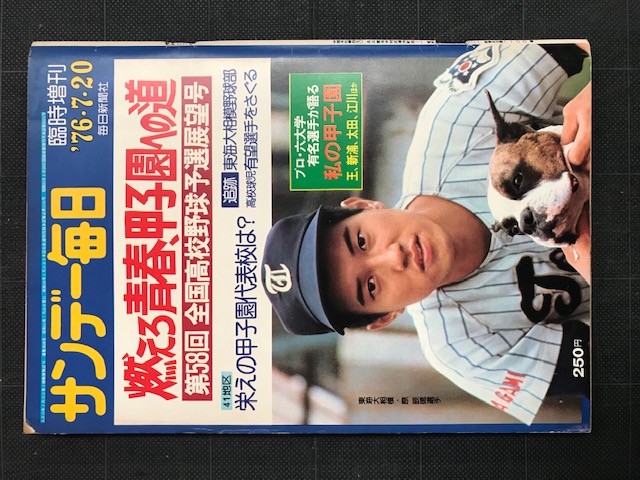 臨時増刊
'76・7・20
毎日新聞社
サンデー毎日
燃えろ青春、甲子園への道
第58回 全国高校野球 予選展望号
41地区
栄えの甲子園代表校は?
追跡 東海大相模野球部
高校球児有望選手をさぐる
プロ・六大学
有名選手が語る
私の甲子園
王、新浦、太田、江川ほか
東海大相模・原 辰徳選手
250円
T
AGAMI